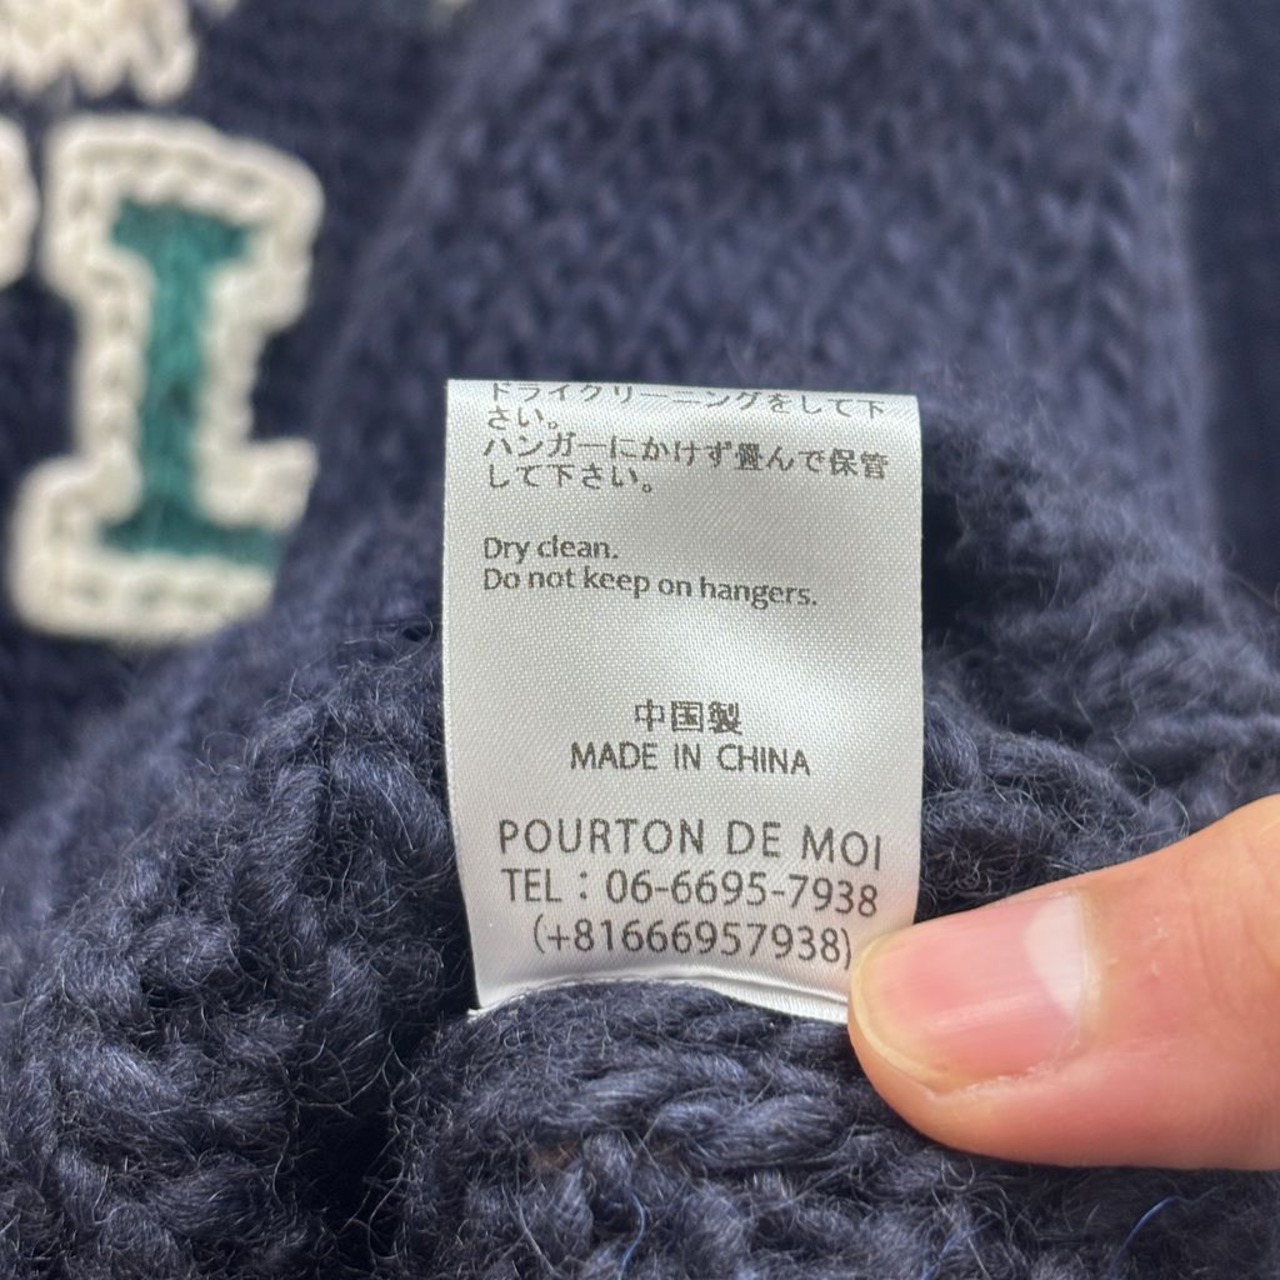 ドライクリーニングをして下
さい。
ハンガーにかけず畳んで保管
して下さい。
Dry clean.
Do not keep on hangers.
中国製
MADE IN CHINA
POURTON DE MOI
TEL : 06-6695-7938
(+81666957938)
I